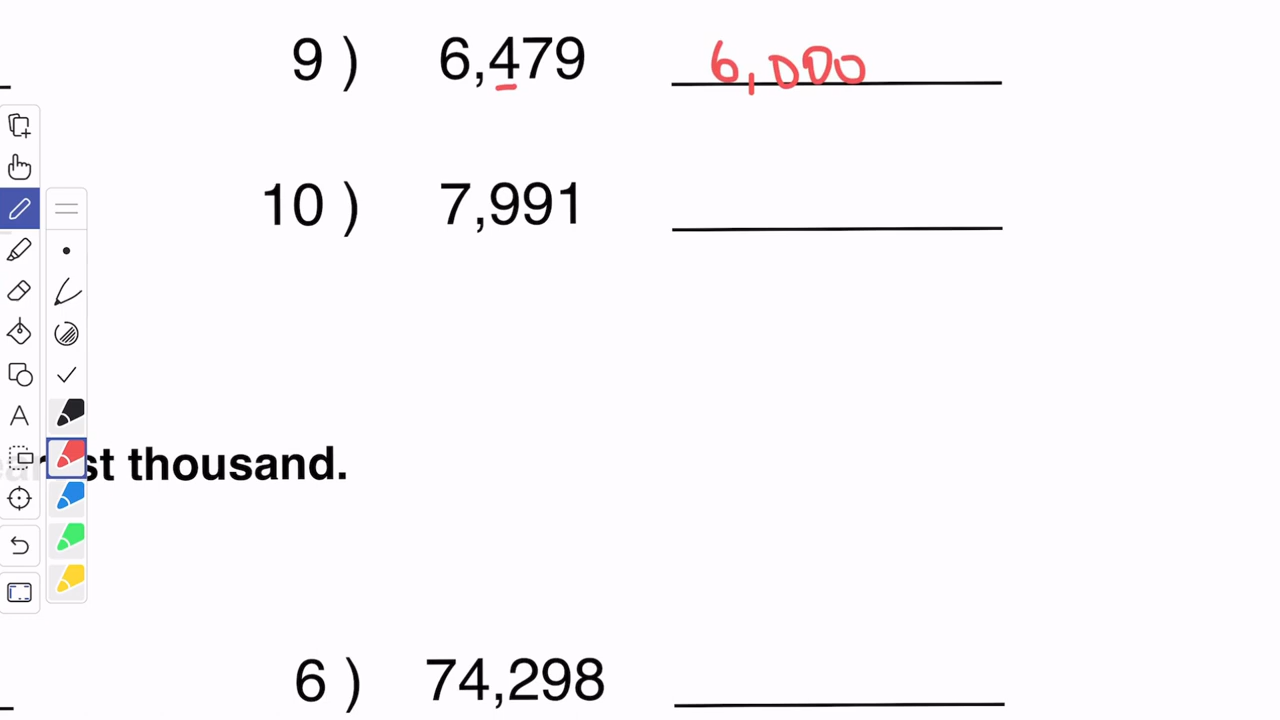 9 ) 6,479 6,000
10 ) 7,991
st thousand.
6 ) 74,298